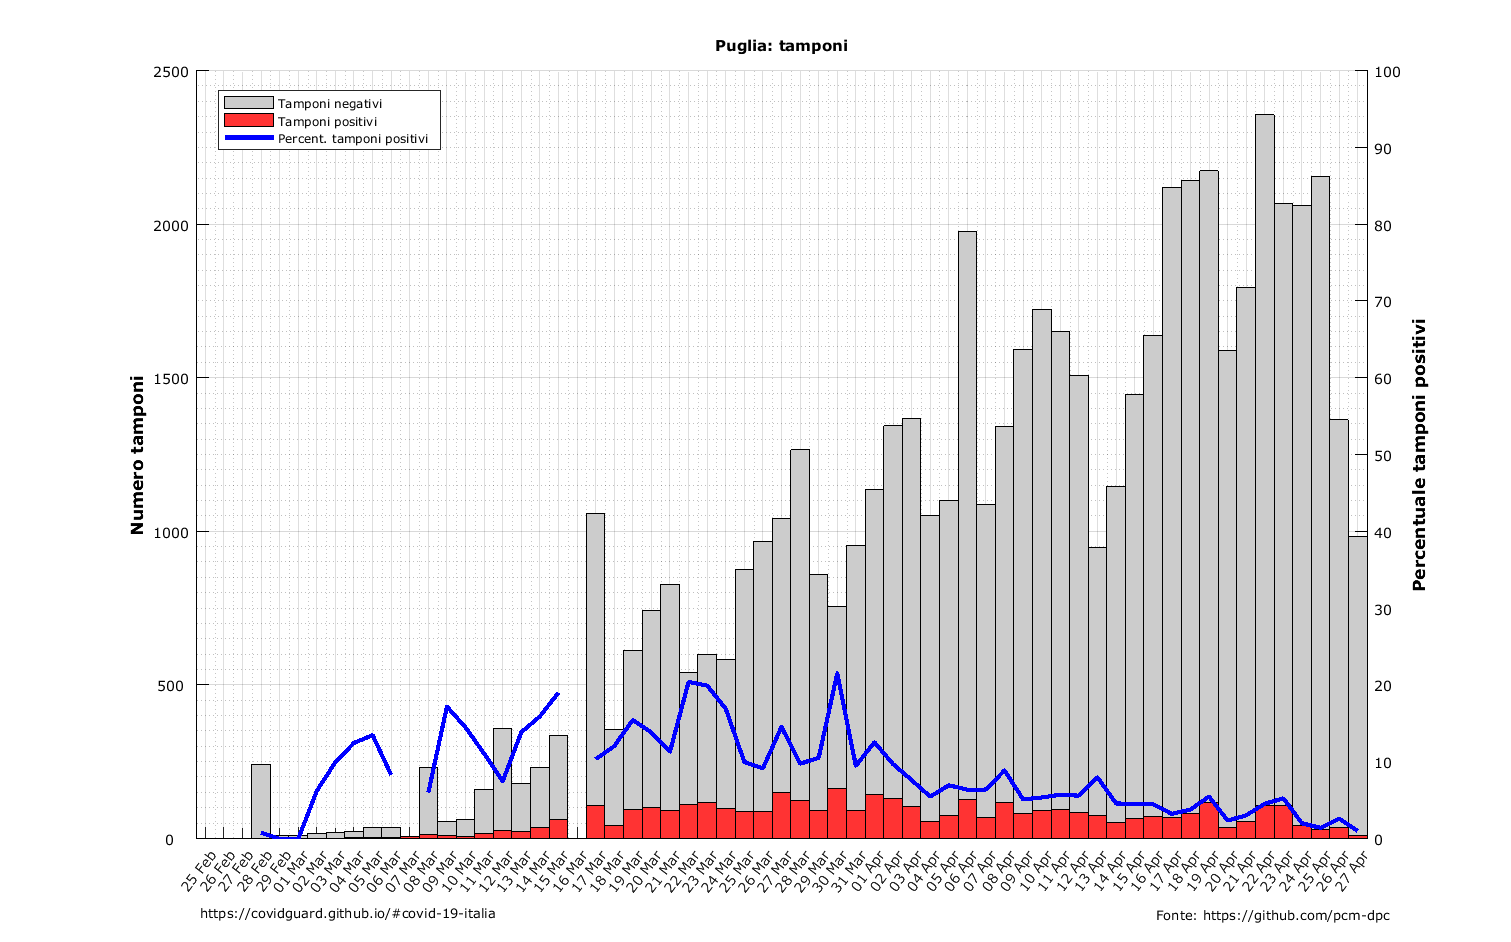 Puglia: tamponi
2500
2000
1500
1000
500
0
Numero tamponi
Tamponi negativi
Tamponi positivi
Percent. tamponi positivi
100
90
80
70
60
50
40
30
20
10
0
Percentuale tamponi positivi
25 Feb
26 Feb
27 Feb
28 Feb
29 Feb
01 Mar
02 Mar
03 Mar
04 Mar
05 Mar
06 Mar
07 Mar
08 Mar
09 Mar
10 Mar
11 Mar
12 Mar
13 Mar
14 Mar
15 Mar
16 Mar
17 Mar
18 Mar
19 Mar
20 Mar
21 Mar
22 Mar
23 Mar
24 Mar
25 Mar
26 Mar
27 Mar
28 Mar
29 Mar
30 Mar
31 Mar
01 Apr
02 Apr
03 Apr
04 Apr
05 Apr
06 Apr
07 Apr
08 Apr
09 Apr
10 Apr
11 Apr
12 Apr
13 Apr
14 Apr
15 Apr
16 Apr
17 Apr
18 Apr
19 Apr
20 Apr
21 Apr
22 Apr
23 Apr
24 Apr
25 Apr
26 Apr
27 Apr
https://covidguard.github.io/#covid-19-italia
Fonte: https://github.com/pcm-dpc